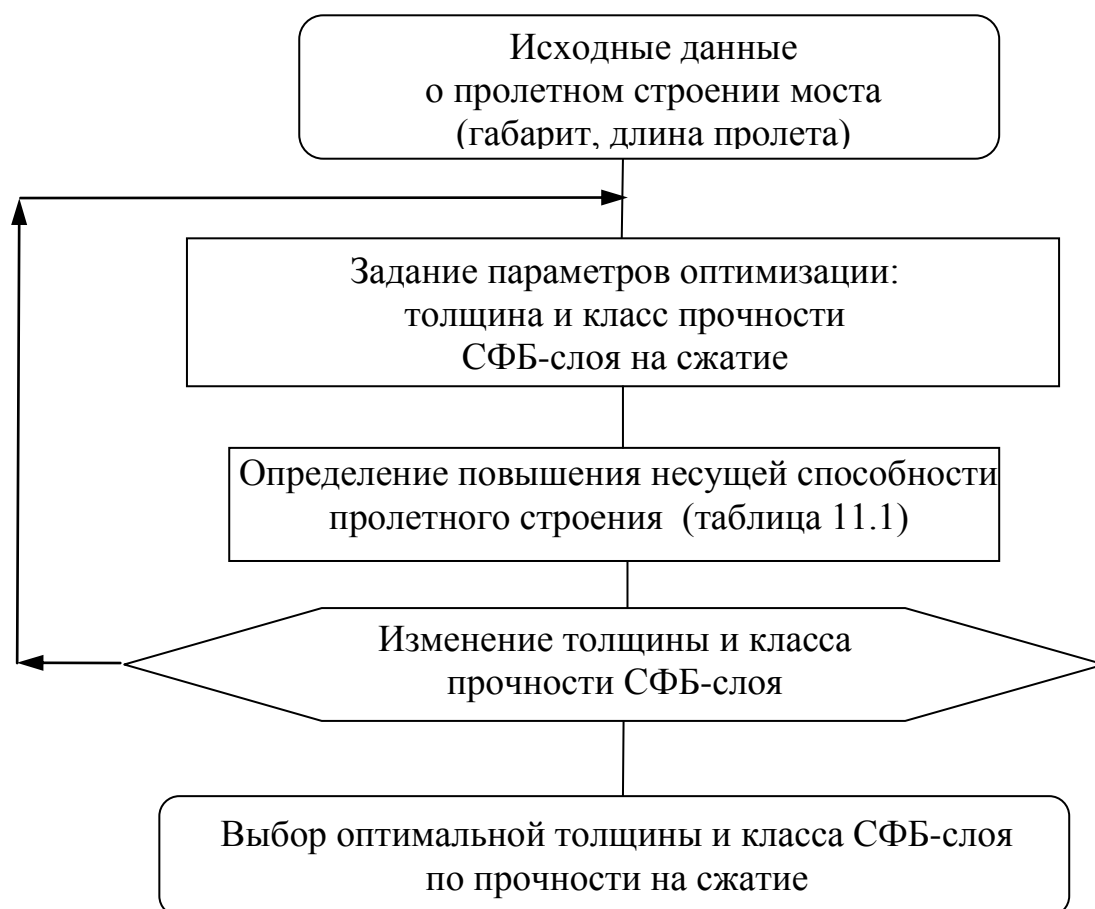 Исходные данные
о пролетном строении моста
(габарит, длина пролета)
Задание параметров оптимизации:
толщина и класс прочности
СФБ-слоя на сжатие
Определение повышения несущей способности
пролетного строения (таблица 11.1)
Изменение толщины и класса
прочности СФБ-слоя
Выбор оптимальной толщины и класса СФБ-слоя
по прочности на сжатие